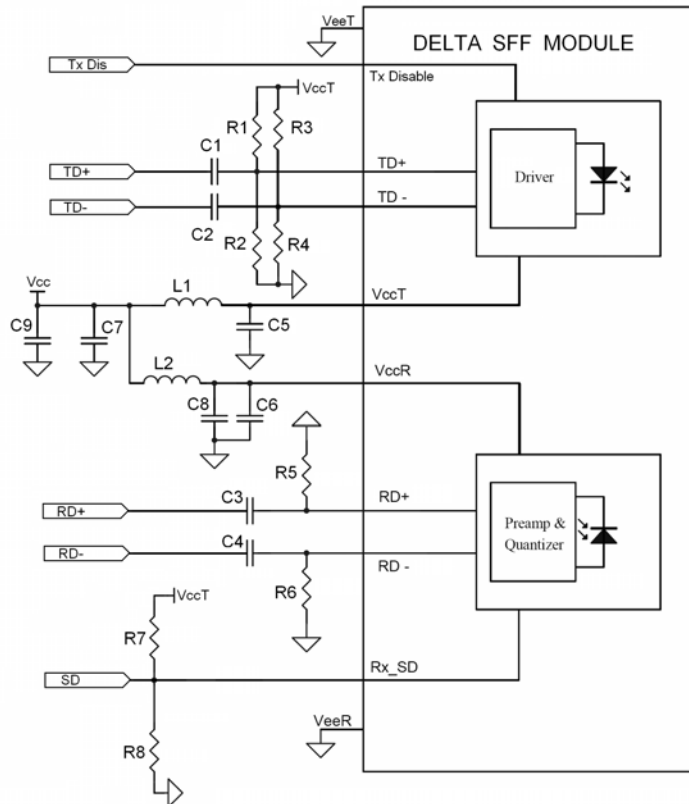 VeeT
DELTA SFF MODULE
Tx Dis
Tx Disable
VccT
R1
R3
C1
TD+
TD+
Driver
TD-
TD -
C2
R2
R4
Vcc
L1
VccT
C9
C7
C5
L2
VccR
C8
C6
R5
C3
RD+
RD+
Preamp &
Quantizer
C4
RD-
RD -
R6
VccT
R7
SD
Rx_SD
VeeR
R8